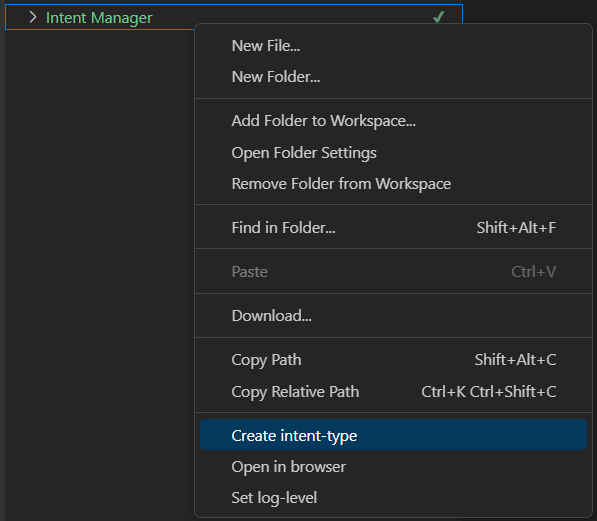 Intent Manager
New File...
New Folder...
Add Folder to Workspace...
Open Folder Settings
Remove Folder from Workspace
Find in Folder... Shift+Alt+F
Paste Ctrl+V
Download...
Copy Path Shift+Alt+C
Copy Relative Path Ctrl+K Ctrl+Shift+C
Create intent-type
Open in browser
Set log-level